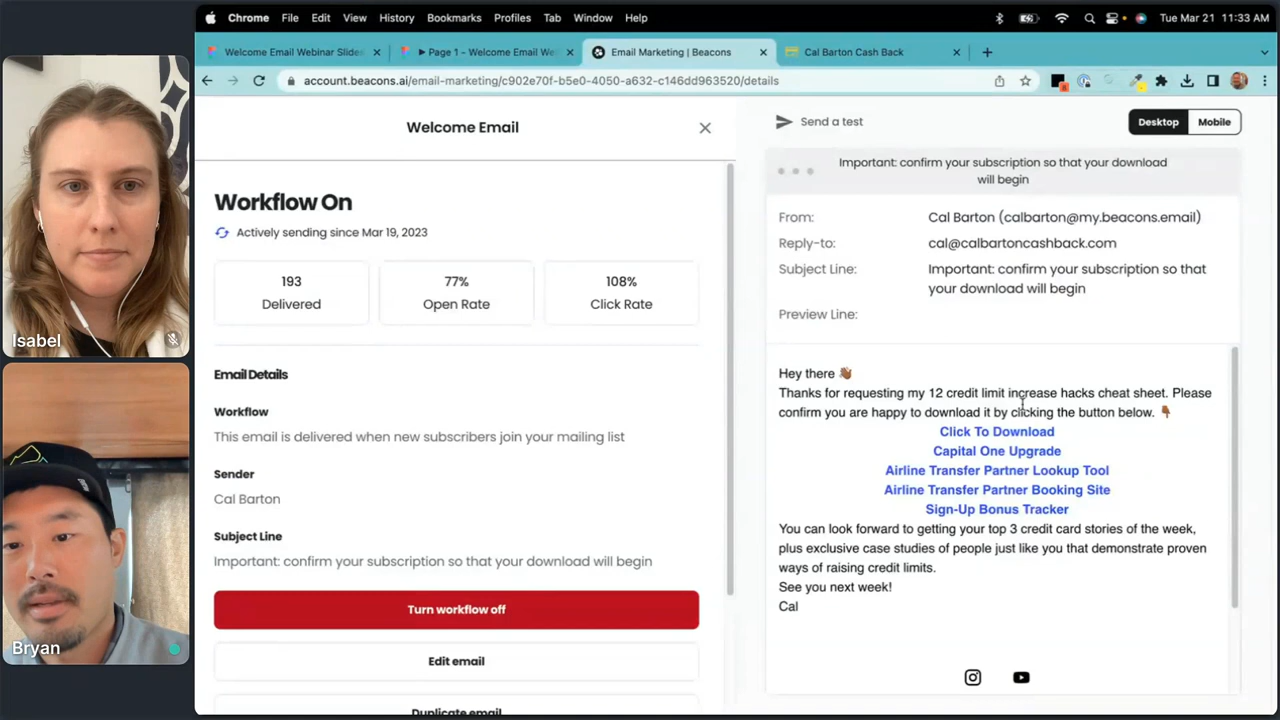 Chrome File Edit View History Bookmarks Profiles Tab Window Help Tue Mar 21 11:33 AM
Welcome Email Webinar Slides Page 1 - Welcome Email We Email Marketing | Beacons Cal Barton Cash Back
account.beacons.ai/email-marketing/c902e70f-b5e0-4050-a632-c146dd963520/details
Welcome Email
Workflow On
Actively sending since Mar 19, 2023
193 77% 108%
Delivered Open Rate Click Rate
Email Details
Workflow
This email is delivered when new subscribers join your mailing list
Sender
Cal Barton
Subject Line
Important: confirm your subscription so that your download will begin
Turn workflow off
Edit email
Duplicate email
Send a test
Desktop Mobile
Important: confirm your subscription so that your download
will begin
From: Cal Barton (calbarton@my.beacons.email)
Reply-to: cal@calbartoncashback.com
Subject Line: Important: confirm your subscription so that
your download will begin
Preview Line:
Hey there 👋🏾
Thanks for requesting my 12 credit limit increase hacks cheat sheet. Please
confirm you are happy to download it by clicking the button below. 👇🏾
Click To Download
Capital One Upgrade
Airline Transfer Partner Lookup Tool
Airline Transfer Partner Booking Site
Sign-Up Bonus Tracker
You can look forward to getting your top 3 credit card stories of the week,
plus exclusive case studies of people just like you that demonstrate proven
ways of raising credit limits.
See you next week!
Cal
Isabel
Bryan